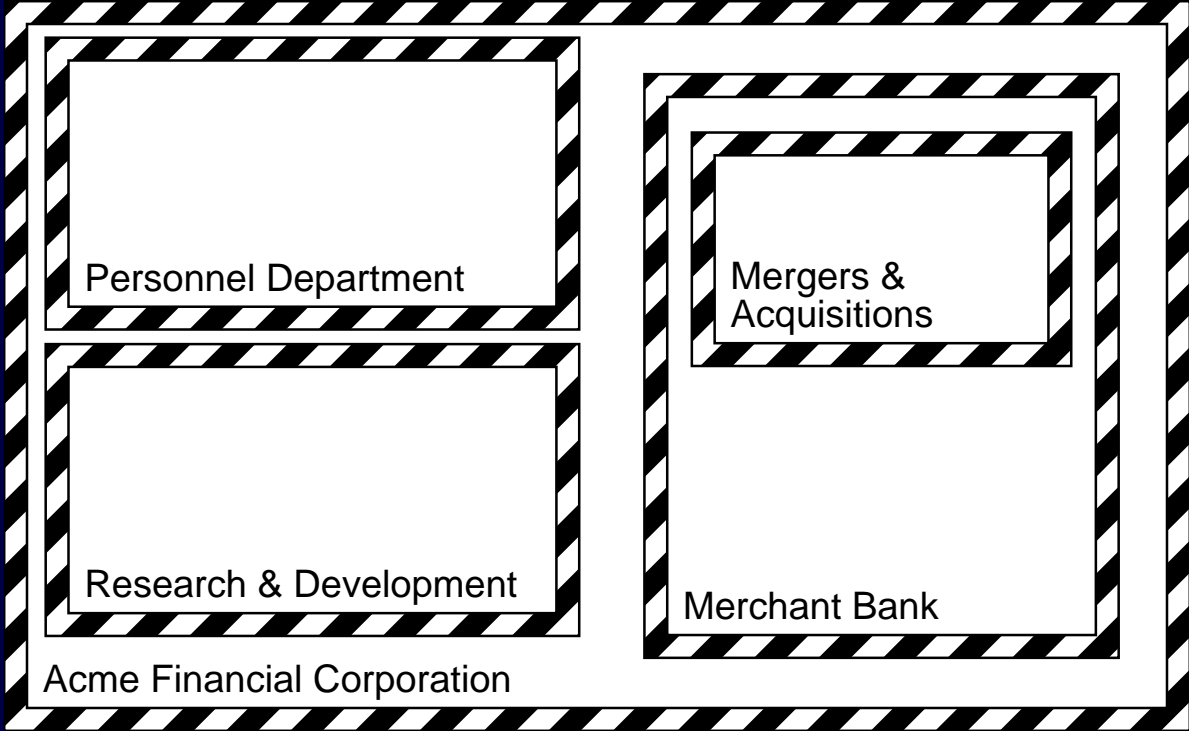 Personnel Department
Mergers &
Acquisitions
Research & Development
Merchant Bank
Acme Financial Corporation